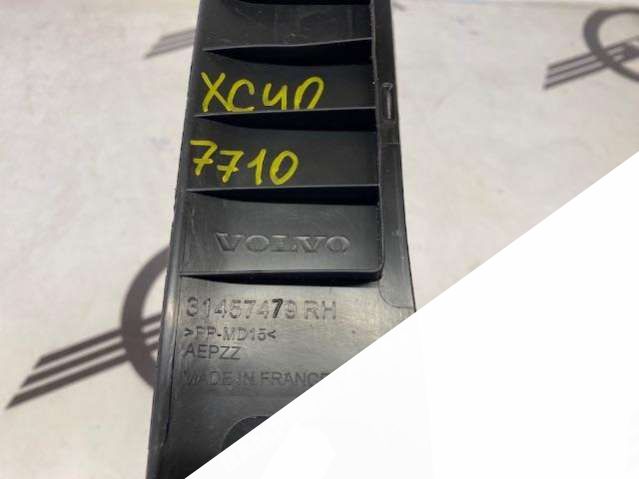 XC40
7710
VOLVO
31457479 RH
>PP-MD15<
AEPZZ
MADE IN FRANCE